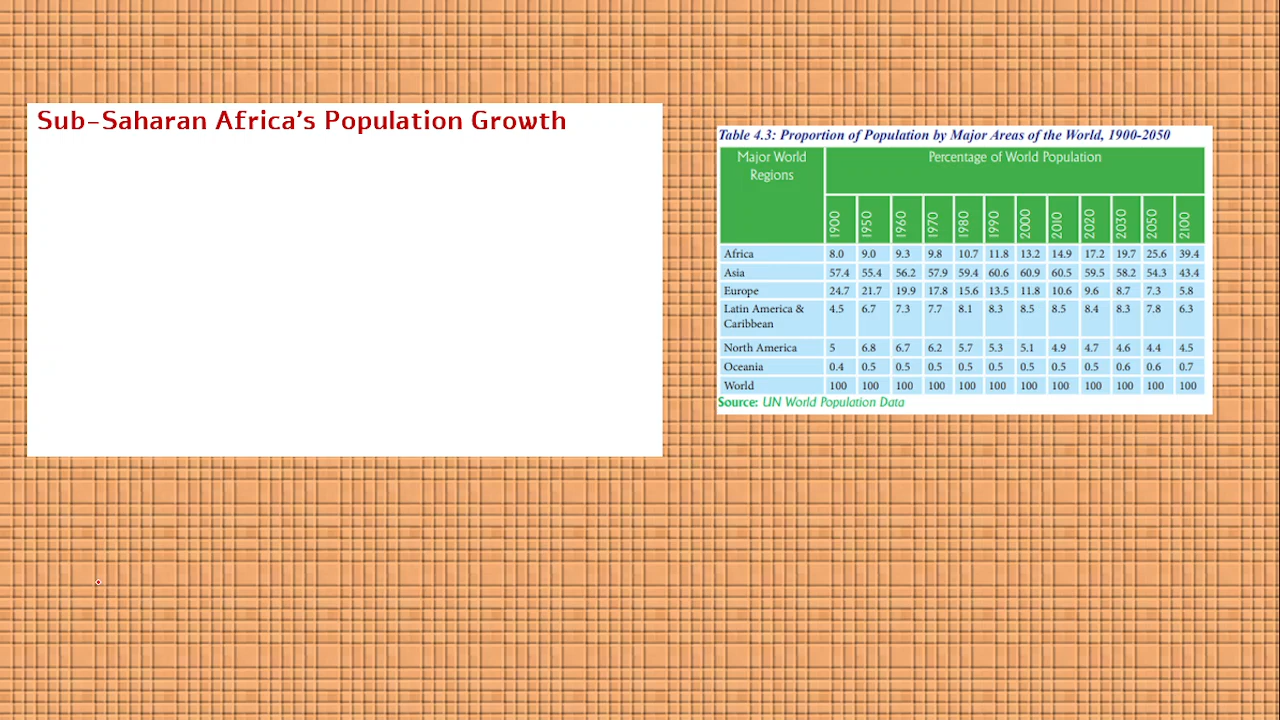 Sub-Saharan Africa's Population Growth
Table 4.3: Proportion of Population by Major Areas of the World, 1900-2050
Major World Regions Percentage of World Population
1900 1950 1960 1970 1980 1990 2000 2010 2020 2030 2050 2100
Africa 8.0 9.0 9.3 9.8 10.7 11.8 13.2 14.9 17.2 19.7 25.6 39.4
Asia 57.4 55.4 56.2 57.9 59.4 60.6 60.9 60.5 59.5 58.2 54.3 43.4
Europe 24.7 21.7 19.9 17.8 15.6 13.5 11.8 10.6 9.6 8.7 7.3 5.8
Latin America & Caribbean 4.5 6.7 7.3 7.7 8.1 8.3 8.5 8.5 8.4 8.3 7.8 6.3
North America 5 6.8 6.7 6.2 5.7 5.3 5.1 4.9 4.7 4.6 4.4 4.5
Oceania 0.4 0.5 0.5 0.5 0.5 0.5 0.5 0.5 0.5 0.6 0.6 0.7
World 100 100 100 100 100 100 100 100 100 100 100 100
Source: UN World Population Data